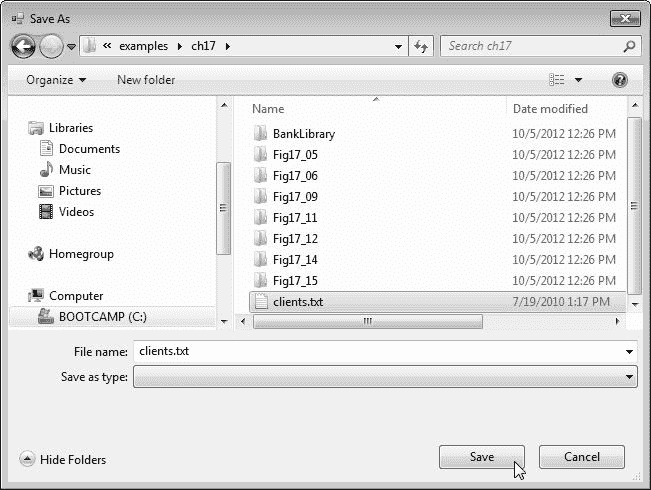 Save As
« examples ch17
Search ch17
Organize New folder
Name Date modified
Libraries
Documents
Music
Pictures
Videos
Homegroup
Computer
BOOTCAMP (C:)
BankLibrary 10/5/2012 12:26 PM
Fig17_05 10/5/2012 12:26 PM
Fig17_06 10/5/2012 12:26 PM
Fig17_09 10/5/2012 12:26 PM
Fig17_11 10/5/2012 12:26 PM
Fig17_12 10/5/2012 12:26 PM
Fig17_14 10/5/2012 12:26 PM
Fig17_15 10/5/2012 12:26 PM
clients.txt 7/19/2010 1:17 PM
File name: clients.txt
Save as type:
Hide Folders
Save Cancel